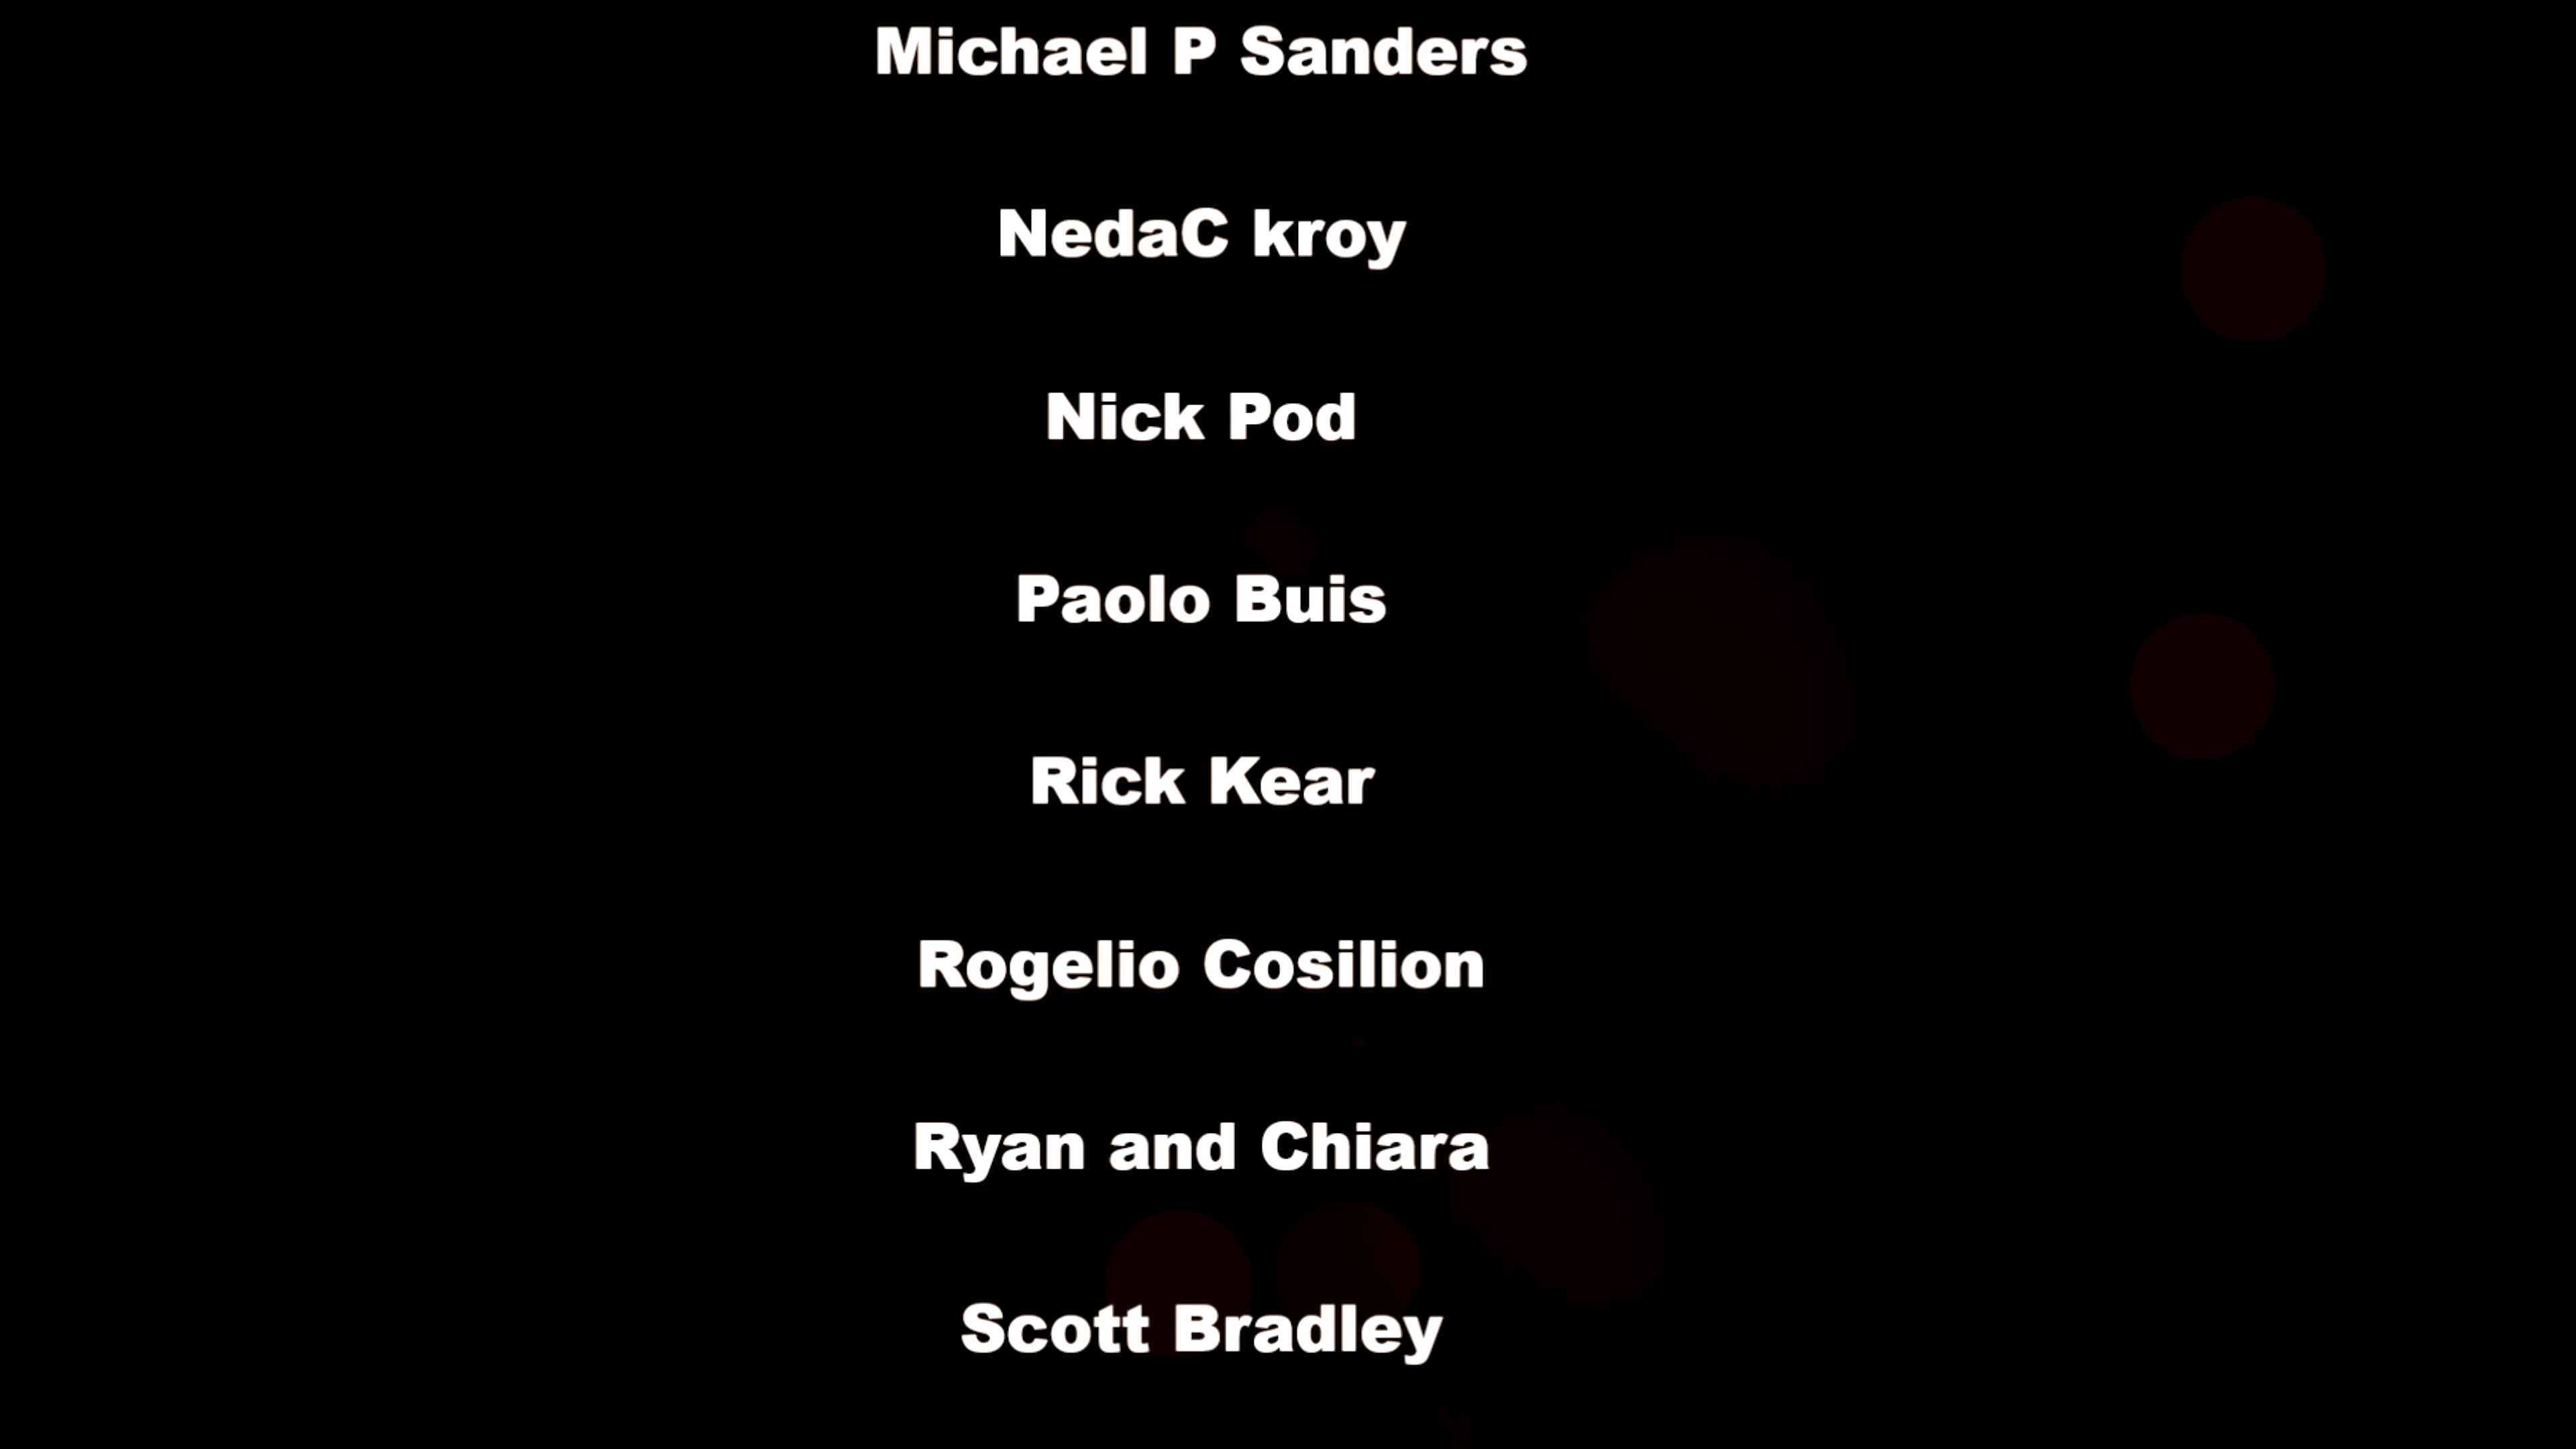 Michael P Sanders
NedaC kroy
Nick Pod
Paolo Buis
Rick Kear
Rogelio Cosilion
Ryan and Chiara
Scott Bradley